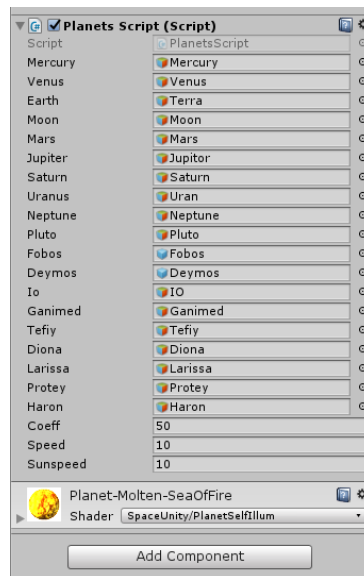 Planets Script (Script)
Script PlanetsScript
Mercury Mercury
Venus Venus
Earth Terra
Moon Moon
Mars Mars
Jupiter Jupitor
Saturn Saturn
Uranus Uran
Neptune Neptune
Pluto Pluto
Fobos Fobos
Deymos Deymos
Io IO
Ganimed Ganimed
Tefiy Tefiy
Diona Diona
Larissa Larissa
Protey Protey
Haron Haron
Coeff 50
Speed 10
Sunspeed 10
Planet-Molten-SeaOfFire
Shader SpaceUnity/PlanetSelfIllum
Add Component